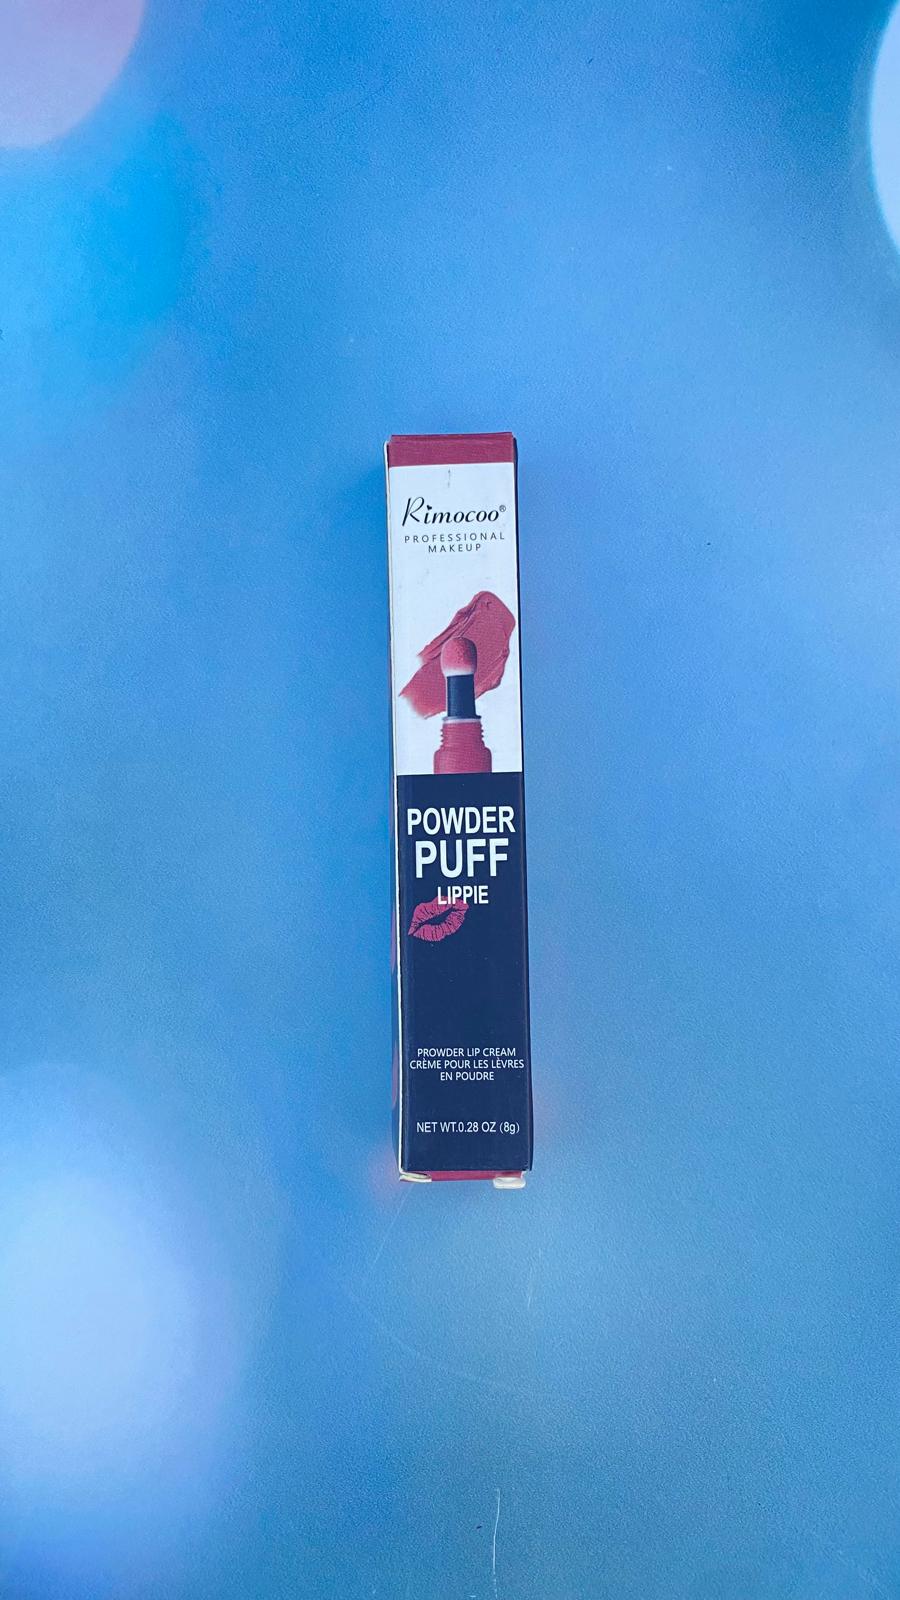 Rimocoo®
PROFESSIONAL
MAKEUP
POWDER
PUFF
LIPPIE
PROWDER LIP CREAM
CRÈME POUR LES LÈVRES
EN POUDRE
NET WT.0.28 OZ (8g)